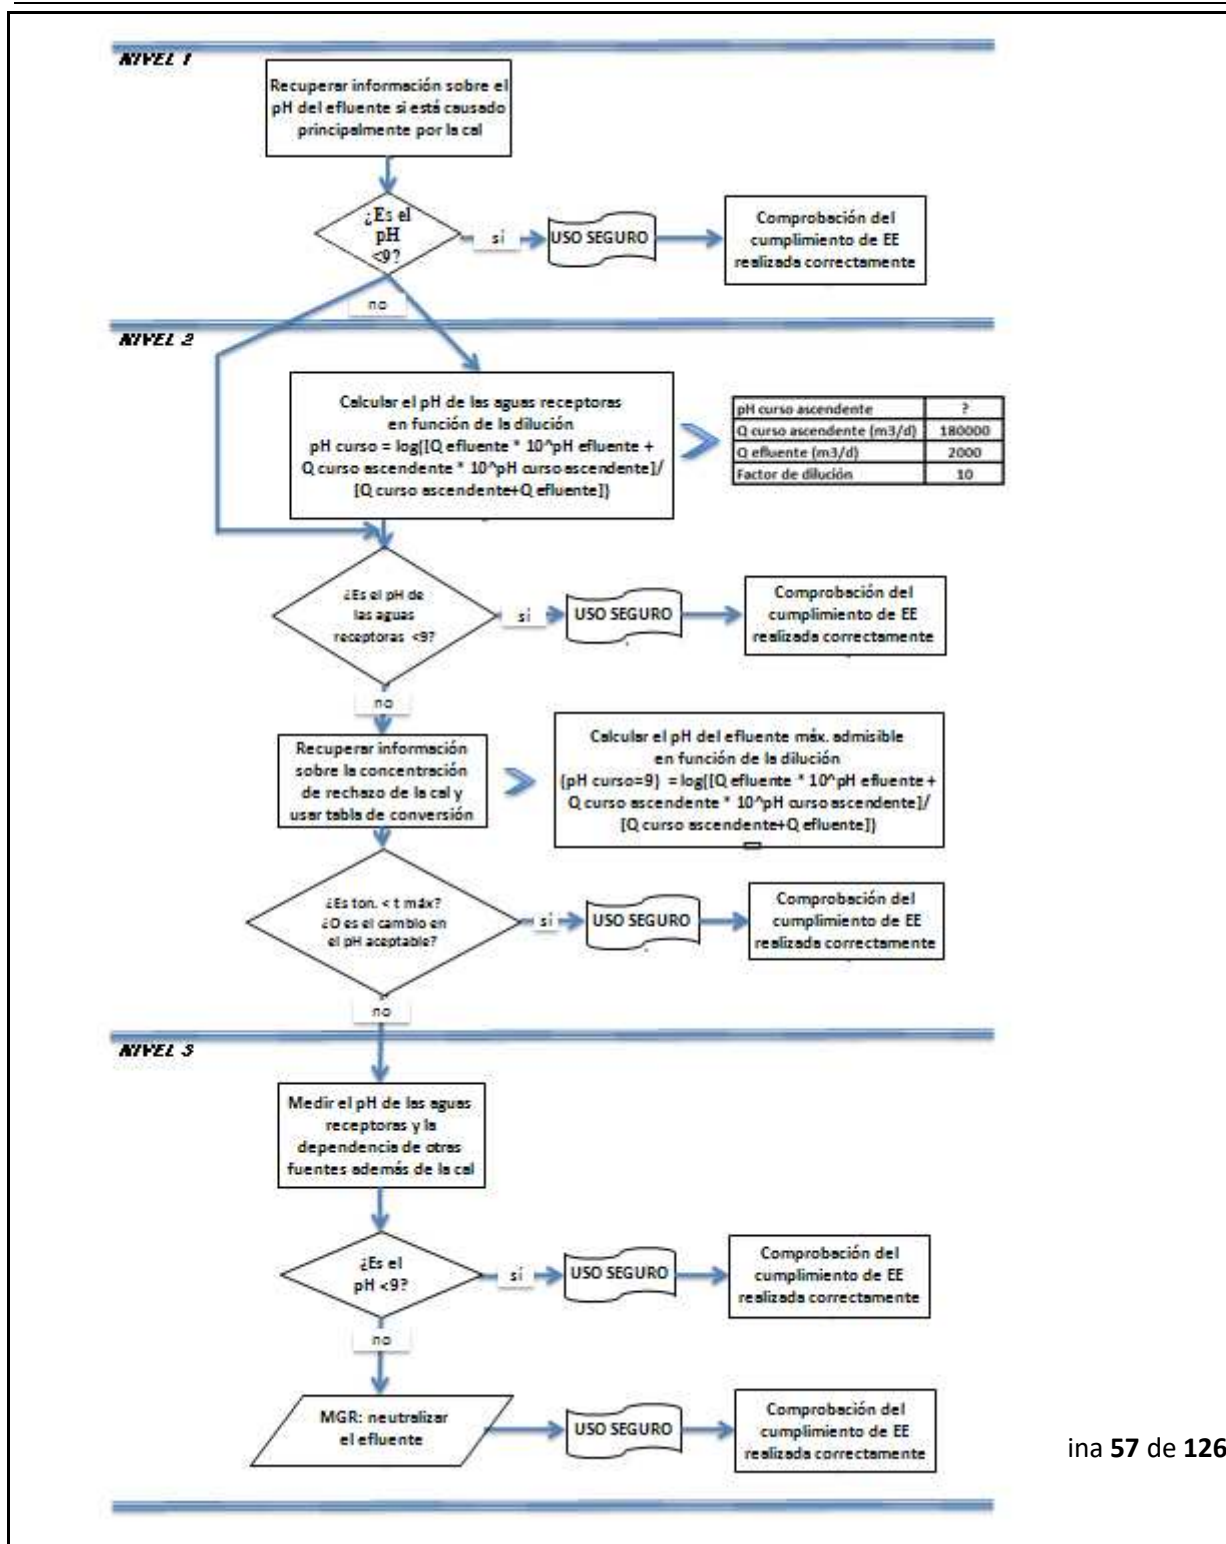 NIVEL 1
Recuperar información sobre el
pH del efluente si está causado
principalmente por la cal
¿Es el
pH
<9?
sí
USO SEGURO
Comprobación del
cumplimiento de EE
realizada correctamente
no
NIVEL 2
Calcular el pH de las aguas receptoras
en función de la dilución
pH curso = log([Q efluente * 10^pH efluente +
Q curso ascendente * 10^pH curso ascendente]/
[Q curso ascendente+Q efluente])
pH curso ascendente ?
Q curso ascendente (m3/d) 180000
Q efluente (m3/d) 2000
Factor de dilución 10
¿Es el pH de
las aguas
receptoras <9?
sí
USO SEGURO
Comprobación del
cumplimiento de EE
realizada correctamente
no
Recuperar información
sobre la concentración
de rechazo de la cal y
usar tabla de conversión
Calcular el pH del efluente máx. admisible
en función de la dilución
(pH curso=9) =log([Q efluente * 10^pH efluente +
Q curso ascendente * 10^pH curso ascendente]/
[Q curso ascendente+Q efluente])
¿Es ton. < t máx?
¿O es el cambio en
el pH aceptable?
sí
USO SEGURO
Comprobación del
cumplimiento de EE
realizada correctamente
no
NIVEL 3
Medir el pH de las aguas
receptoras y la
dependencia de otras
fuentes además de la cal
¿Es el
pH <9?
sí
USO SEGURO
Comprobación del
cumplimiento de EE
realizada correctamente
no
MGR: neutralizar
el efluente
USO SEGURO
Comprobación del
cumplimiento de EE
realizada correctamente
ina 57 de 126